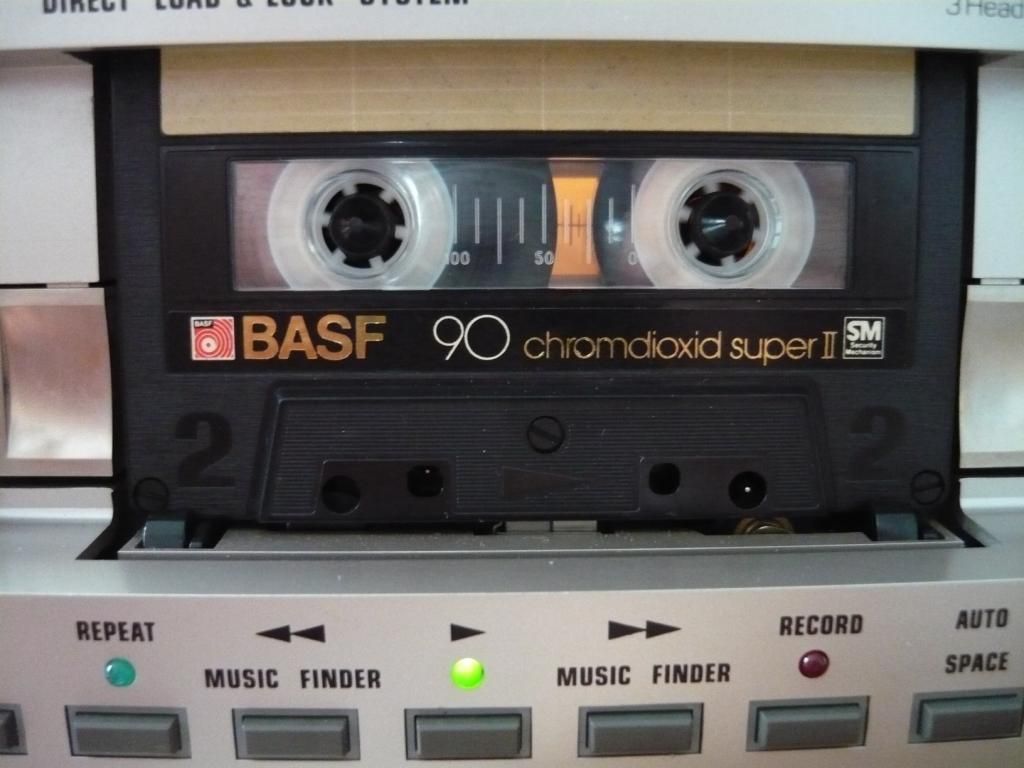 DIRECT LOAD & LOCK SYSTEM
3 Head
100 50 0
BASF
BASF 90 chromdioxid super II
SM
Security
Mechanism
2 2
REPEAT
MUSIC FINDER
MUSIC FINDER
RECORD
AUTO
SPACE